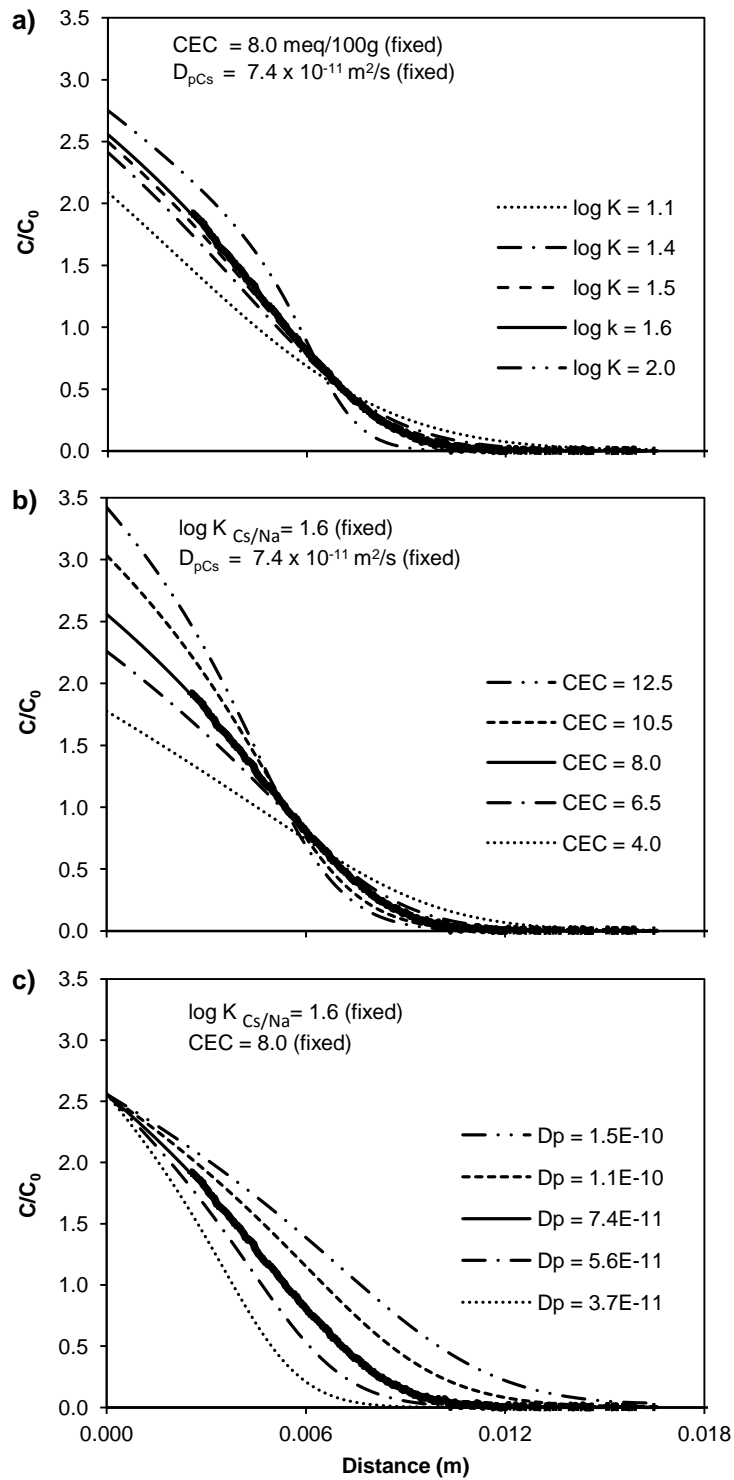 a)
3.5
3.0
2.5
2.0
1.5
1.0
0.5
0.0
C/C₀
CEC = 8.0 meq/100g (fixed)
DpCs = 7.4 x 10⁻¹¹ m²/s (fixed)
log K = 1.1
log K = 1.4
log K = 1.5
log k = 1.6
log K = 2.0
b)
3.5
3.0
2.5
2.0
1.5
1.0
0.5
0.0
C/C₀
log K Cs/Na= 1.6 (fixed)
DpCs = 7.4 x 10⁻¹¹ m²/s (fixed)
CEC = 12.5
CEC = 10.5
CEC = 8.0
CEC = 6.5
CEC = 4.0
c)
3.5
3.0
2.5
2.0
1.5
1.0
0.5
0.0
C/C₀
log K Cs/Na= 1.6 (fixed)
CEC = 8.0 (fixed)
Dp = 1.5E-10
Dp = 1.1E-10
Dp = 7.4E-11
Dp = 5.6E-11
Dp = 3.7E-11
0.000 0.006 0.012 0.018
Distance (m)